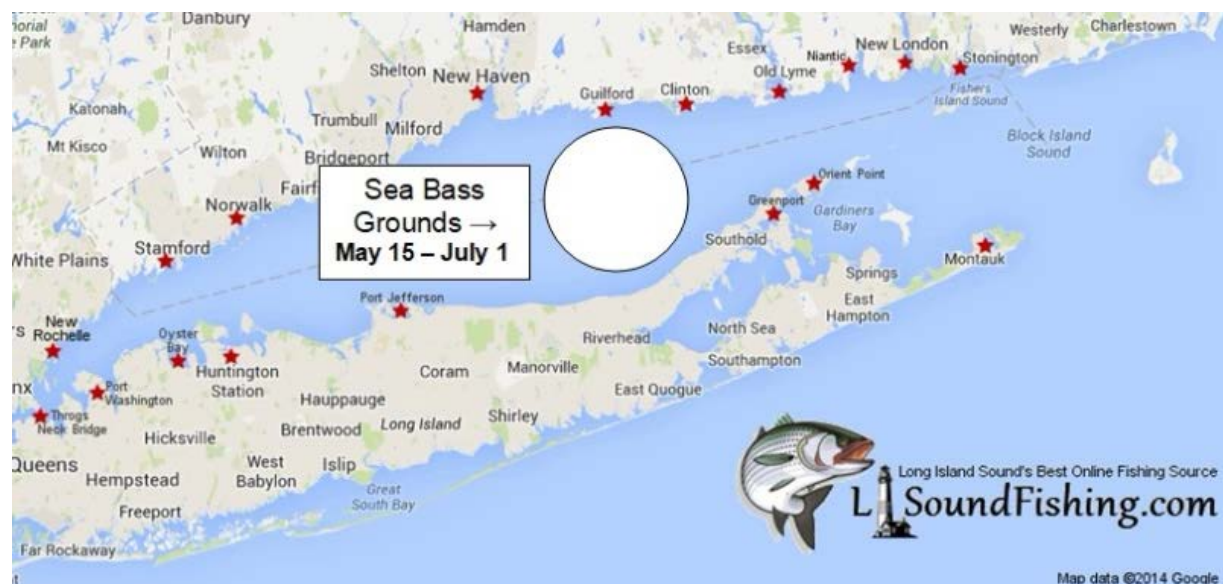 Danbury
Hamden
Westerly
Charlestown
Essex
New London
Niantic
Stonington
Shelton
New Haven
Old Lyme
Guilford
Clinton
Fishers
Island Sound
Katonah
Trumbull
Milford
Block Island
Sound
Mt Kisco
Wilton
Bridgeport
Sea Bass
Grounds →
May 15 – July 1
Orient Point
Norwalk
Greenport
Gardiners
Bay
Stamford
Southold
White Plains
Montauk
Springs
Port Jefferson
East
Hampton
New
Rochelle
Oyster
Bay
North Sea
Riverhead
Southampton
Huntington
Station
Coram
Manorville
Port
Washington
East Quogue
Hauppauge
Throgs
Neck Bridge
Brentwood
Long Island
Shirley
Hicksville
Queens
West
Babylon
Islip
Hempstead
Great
South Bay
Freeport
Long Island Sound's Best Online Fishing Source
LISoundFishing.com
Far Rockaway
Map data ©2014 Google